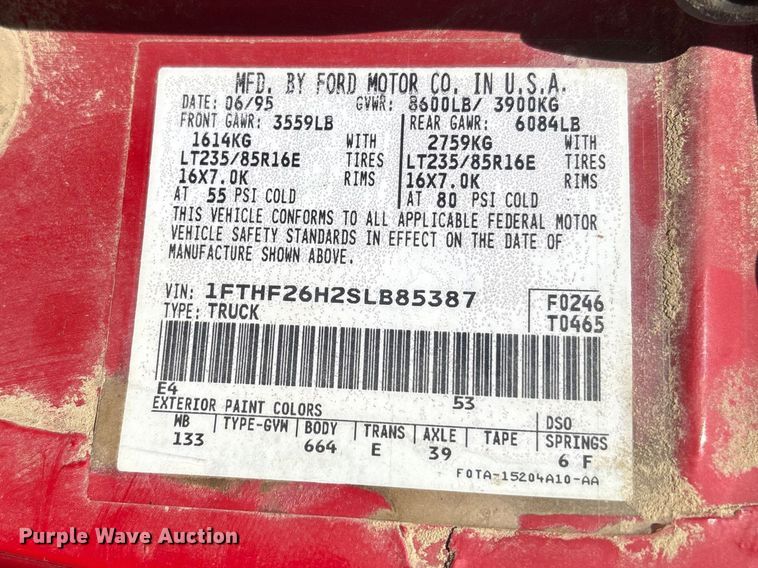 MFD. BY FORD MOTOR CO. IN U.S.A.
DATE: 06/95 GVWR: 8600LB/ 3900KG
FRONT GAWR: 3559LB REAR GAWR: 6084LB
1614KG WITH 2759KG WITH
LT235/85R16E TIRES LT235/85R16E TIRES
16X7.0K RIMS 16X7.0K RIMS
AT 55 PSI COLD AT 80 PSI COLD
THIS VEHICLE CONFORMS TO ALL APPLICABLE FEDERAL MOTOR
VEHICLE SAFETY STANDARDS IN EFFECT ON THE DATE OF
MANUFACTURE SHOWN ABOVE.
VIN: 1FTHF26H2SLB85387 F0246
TYPE: TRUCK T0465
E4 53
EXTERIOR PAINT COLORS DSO
WB TYPE-GVW BODY TRANS AXLE TAPE SPRINGS
133 664 E 39 6 F
F0TA-15204A10-AA
Purple Wave Auction